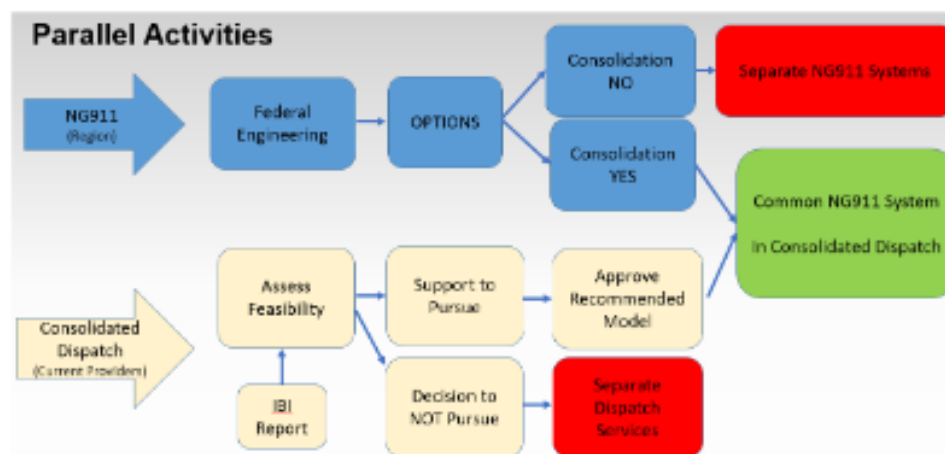 Parallel Activities
NG911
(Region)
Federal
Engineering
OPTIONS
Consolidation
NO
Separate NG911 Systems
Consolidation
YES
Common NG911 System
In Consolidated Dispatch
Consolidated
Dispatch
(Current Providers)
Assess
Feasibility
IBI
Report
Support to
Pursue
Approve
Recommended
Model
Decision to
NOT Pursue
Separate
Dispatch
Services